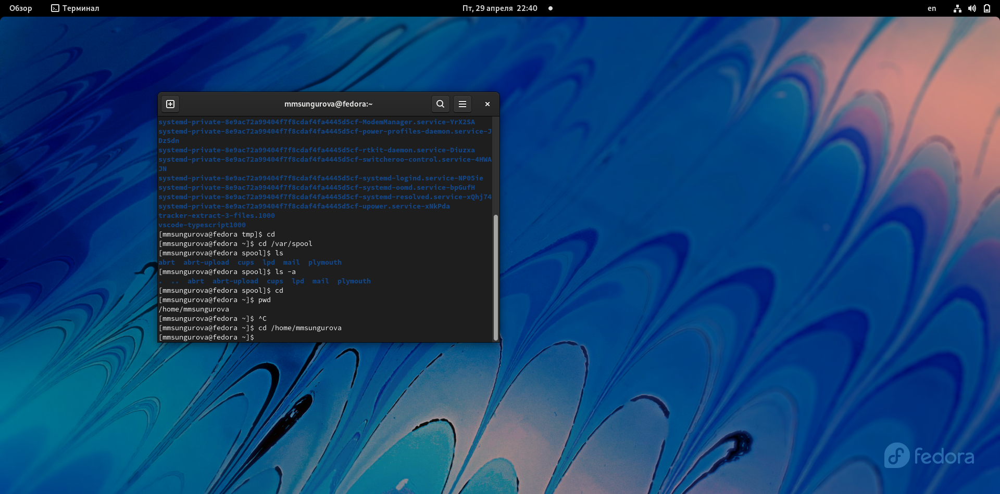 Обзор Терминал Пт, 29 апреля 22:40 en
mmsungurova@fedora:~
systemd-private-8e9ac72a99404f7f8cdaf4fa4445d5cf-ModemManager.service-YrX2SA
systemd-private-8e9ac72a99404f7f8cdaf4fa4445d5cf-power-profiles-daemon.service-J
DzSdn
systemd-private-8e9ac72a99404f7f8cdaf4fa4445d5cf-rtkit-daemon.service-Diuzxa
systemd-private-8e9ac72a99404f7f8cdaf4fa4445d5cf-switcheroo-control.service-4HWA
JN
systemd-private-8e9ac72a99404f7f8cdaf4fa4445d5cf-systemd-logind.service-NP05ie
systemd-private-8e9ac72a99404f7f8cdaf4fa4445d5cf-systemd-oomd.service-bpGufH
systemd-private-8e9ac72a99404f7f8cdaf4fa4445d5cf-systemd-resolved.service-xQhj74
systemd-private-8e9ac72a99404f7f8cdaf4fa4445d5cf-upower.service-xNkPda
tracker-extract-3-files.1000
vscode-typescript1000
[mmsungurova@fedora tmp]$ cd
[mmsungurova@fedora ~]$ cd /var/spool
[mmsungurova@fedora spool]$ ls
abrt  abrt-upload  cups  lpd  mail  plymouth
[mmsungurova@fedora spool]$ ls -a
.  ..  abrt  abrt-upload  cups  lpd  mail  plymouth
[mmsungurova@fedora spool]$ cd
[mmsungurova@fedora ~]$ pwd
/home/mmsungurova
[mmsungurova@fedora ~]$ ^C
[mmsungurova@fedora ~]$ cd /home/mmsungurova
[mmsungurova@fedora ~]$
fedora